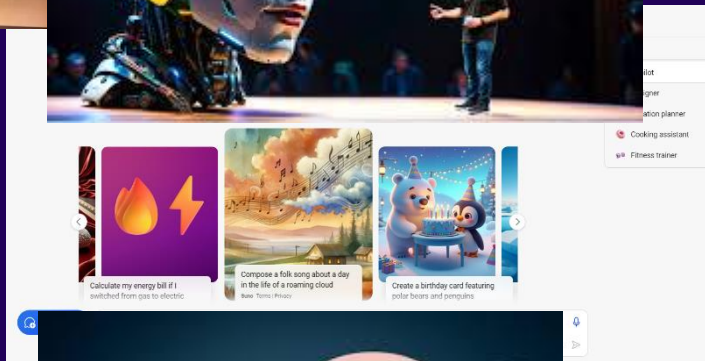 ilot
igner
ation planner
Cooking assistant
Fitness trainer
Calculate my energy bill if I
switched from gas to electric
Compose a folk song about a day
in the life of a roaming cloud
Suno Terms | Privacy
Create a birthday card featuring
polar bears and penguins